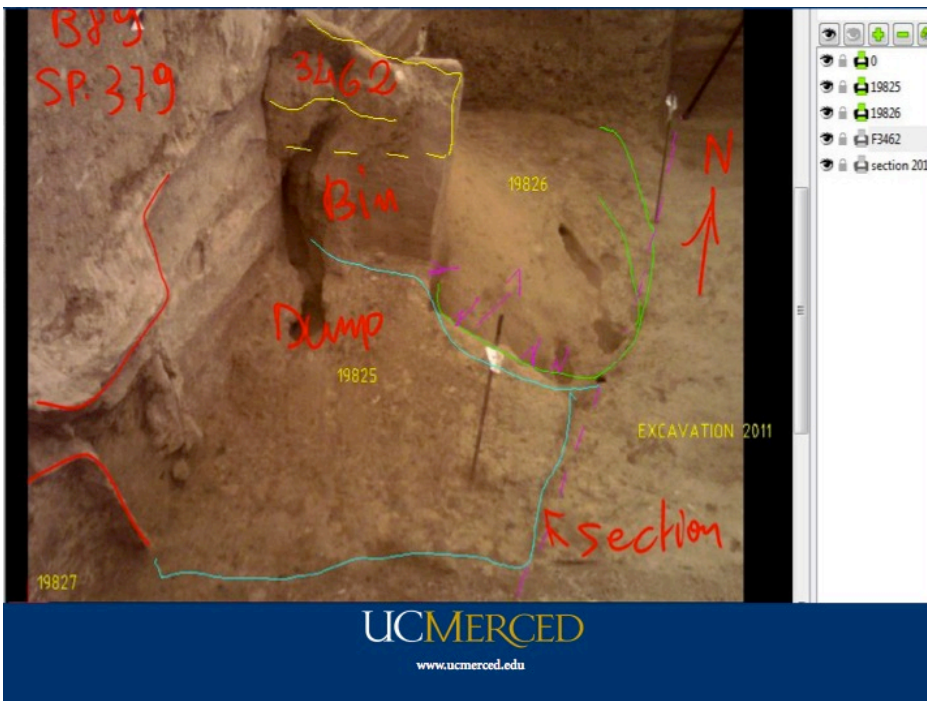 B89
SP. 379
3462
Bin
19826
N
Dump
19825
EXCAVATION 2011
section
19827
0
19825
19826
F3462
section 201
UCMERCED
www.ucmerced.edu